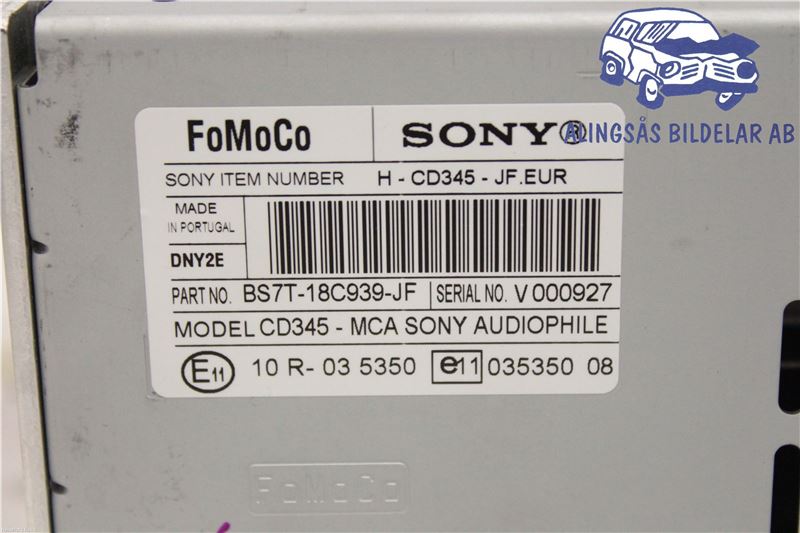 FoMoCo SONY®
ALINGSÅS BILDELAR AB
SONY ITEM NUMBER H - CD345 - JF.EUR
MADE
IN PORTUGAL
DNY2E
PART NO. BS7T-18C939-JF SERIAL NO. V 000927
MODEL CD345 - MCA SONY AUDIOPHILE
E11 10 R- 03 5350 e11 035350 08
FoMoCo